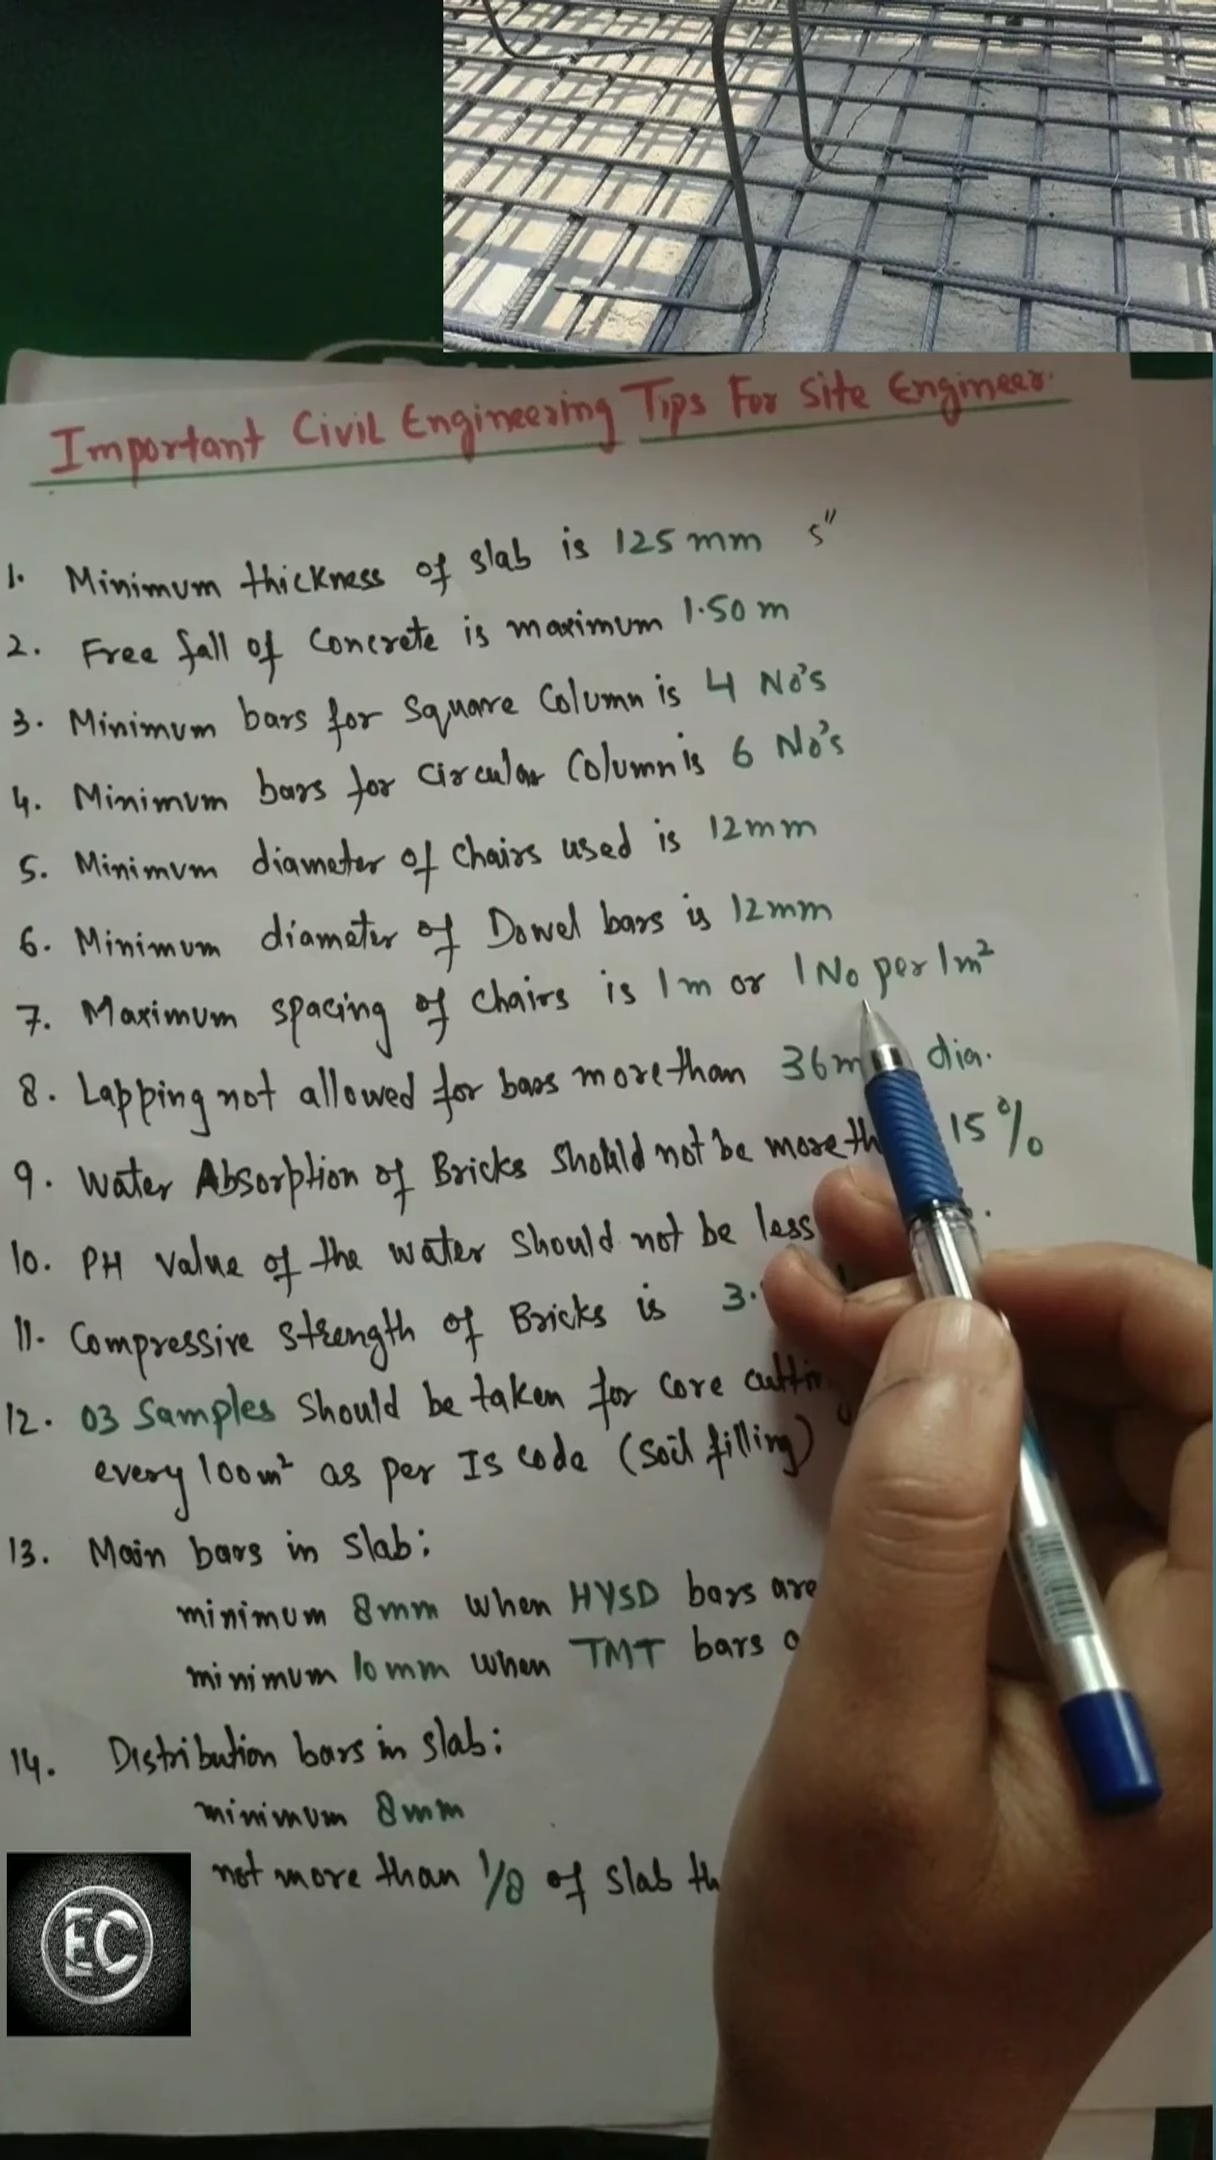 Important Civil Engineering Tips For Site Engineer.
1. Minimum thickness of slab is 125 mm 5"
2. Free fall of Concrete is maximum 1.50 m
3. Minimum bars for Square Column is 4 No's
4. Minimum bars for Circular Column is 6 No's
5. Minimum diameter of Chairs used is 12mm
6. Minimum diameter of Dowel bars is 12mm
7. Maximum spacing of Chairs is 1m or 1 No per 1m²
8. Lapping not allowed for bars more than 36m dia.
9. Water Absorption of Bricks Should not be more 15%
10. PH Value of the water Should not be less
11. Compressive Strength of Bricks is 3.
12. 03 Samples Should be taken for Core
every 100m² as per IS code (Soil filling)
13. Main bars in slab:
minimum 8mm when HYSD bars are
minimum 10mm when TMT bars
14. Distribution bars in slab:
minimum 8mm
not more than 1/8 of slab
EC